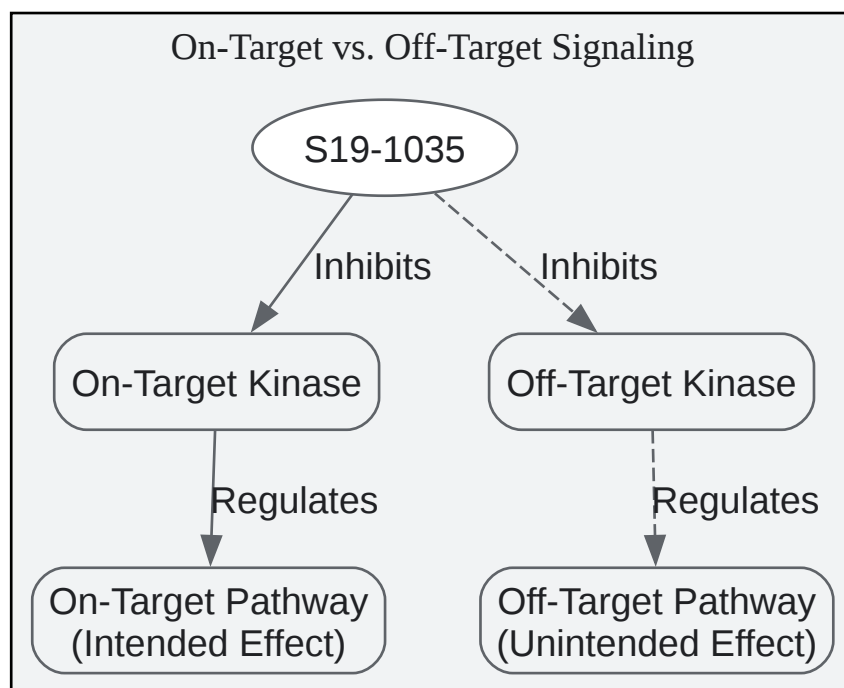 On-Target vs. Off-Target Signaling
S19-1035
Inhibits
Inhibits
On-Target Kinase
Off-Target Kinase
Regulates
Regulates
On-Target Pathway
(Intended Effect)
Off-Target Pathway
(Unintended Effect)